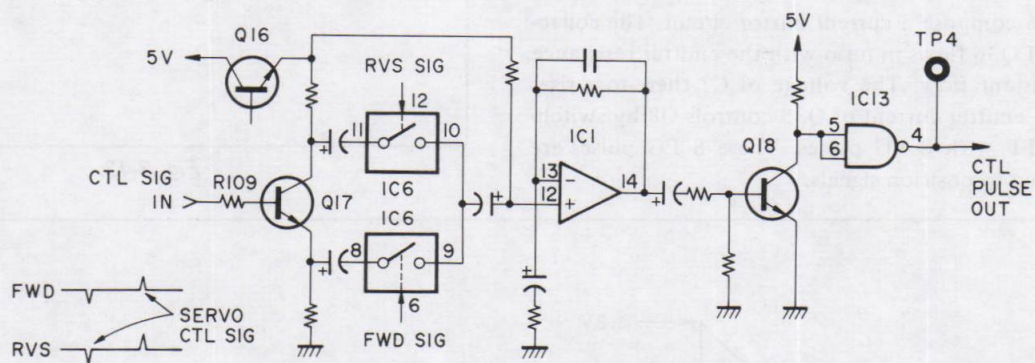 Q16
5V
RVS SIG
12
11
10
IC6
CTL SIG
IN
R109
Q17
IC6
8
9
6
FWD SIG
FWD
RVS
SERVO
CTL SIG
IC1
13
12
-
+
14
+
+
+
+
+
5V
Q18
5
6
IC13
4
TP4
CTL
PULSE
OUT